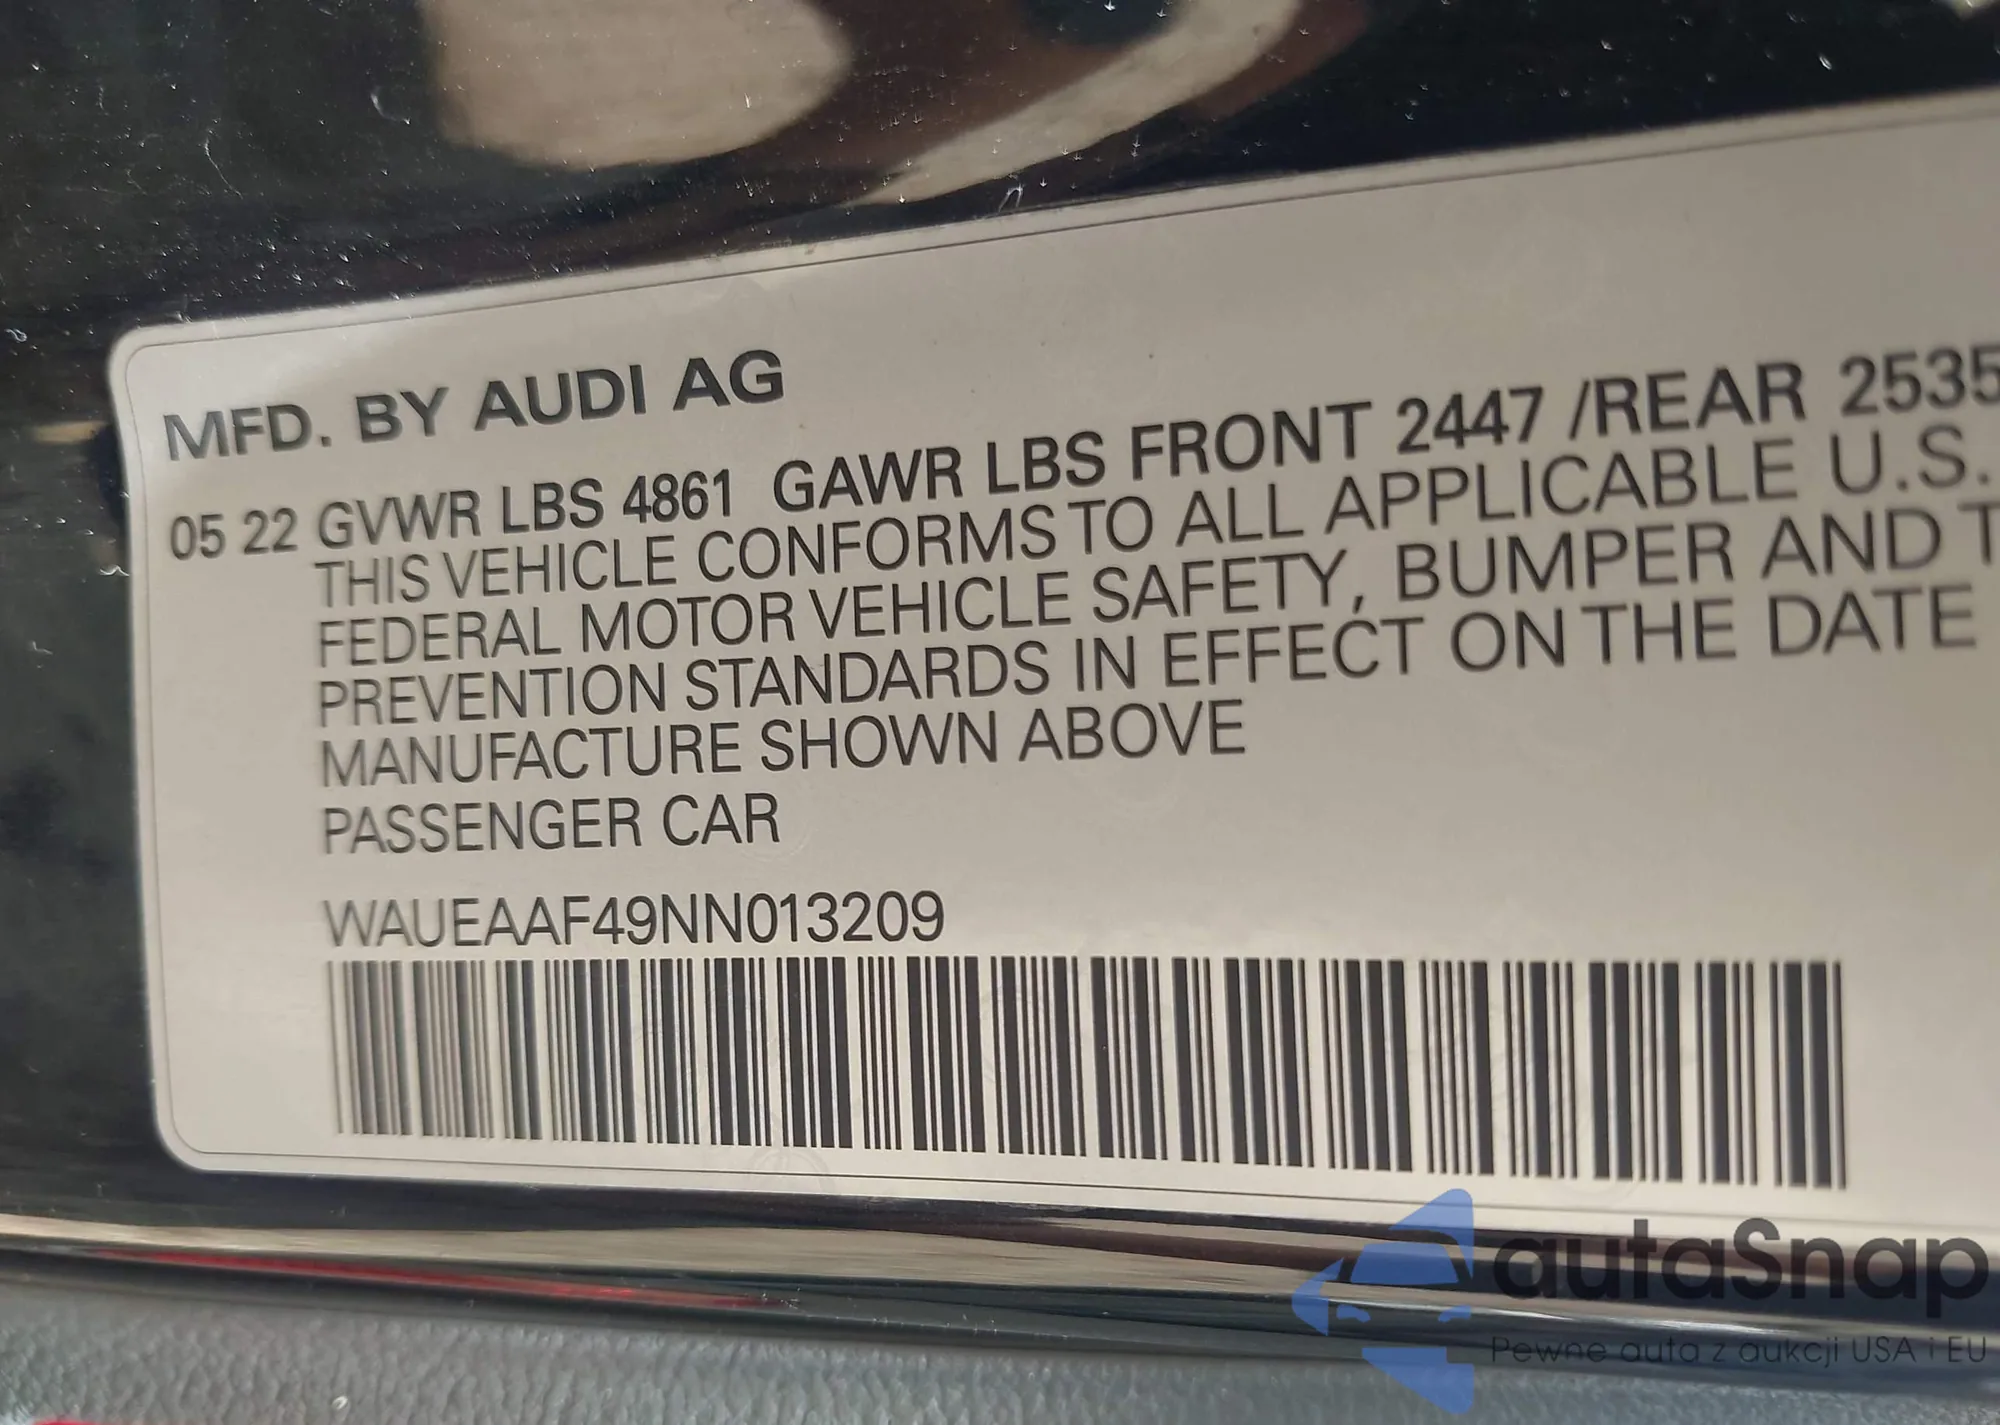 MFD. BY AUDI AG
05 22 GVWR LBS 4861 GAWR LBS FRONT 2447 /REAR 2535
THIS VEHICLE CONFORMS TO ALL APPLICABLE U.S.
FEDERAL MOTOR VEHICLE SAFETY, BUMPER AND T
PREVENTION STANDARDS IN EFFECT ON THE DATE
MANUFACTURE SHOWN ABOVE
PASSENGER CAR
WAUEAAF49NN013209
autaSnap
Pewne auta z aukcji USA i EU